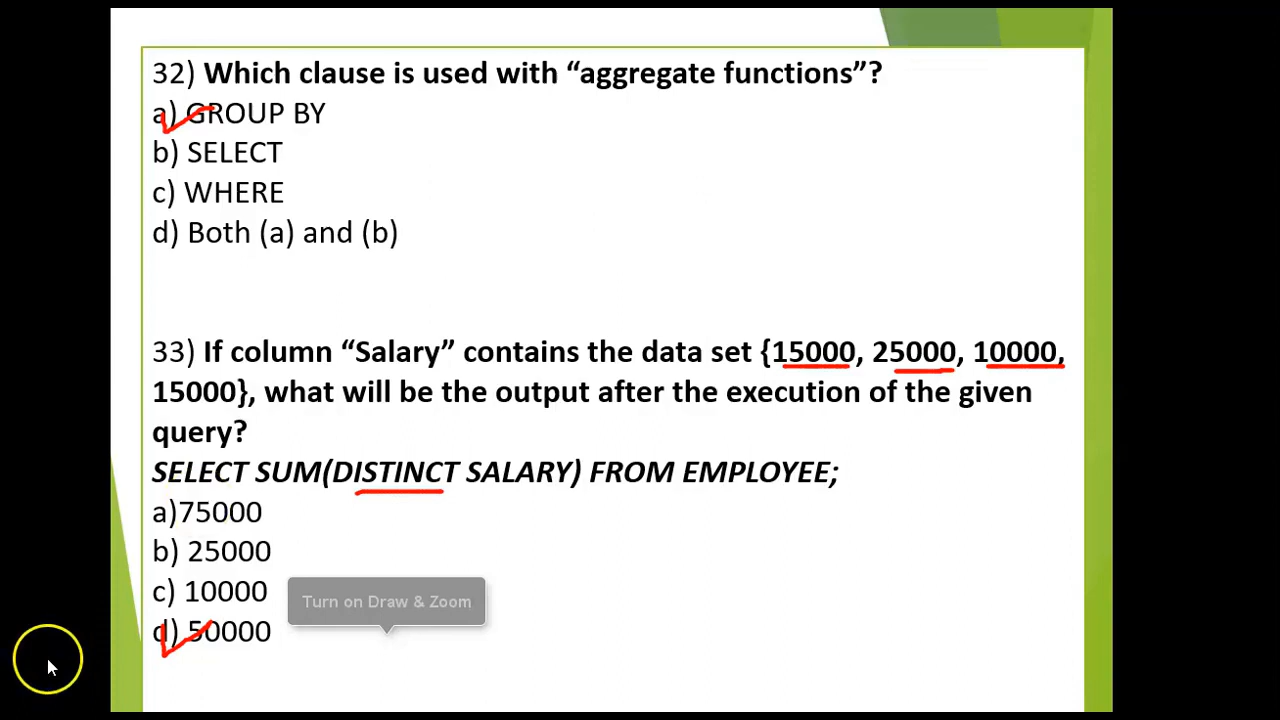 32) Which clause is used with “aggregate functions”?
a) GROUP BY
b) SELECT
c) WHERE
d) Both (a) and (b)
33) If column “Salary” contains the data set {15000, 25000, 10000,
15000}, what will be the output after the execution of the given
query?
SELECT SUM(DISTINCT SALARY) FROM EMPLOYEE;
a)75000
b) 25000
c) 10000
Turn on Draw & Zoom
d) 50000